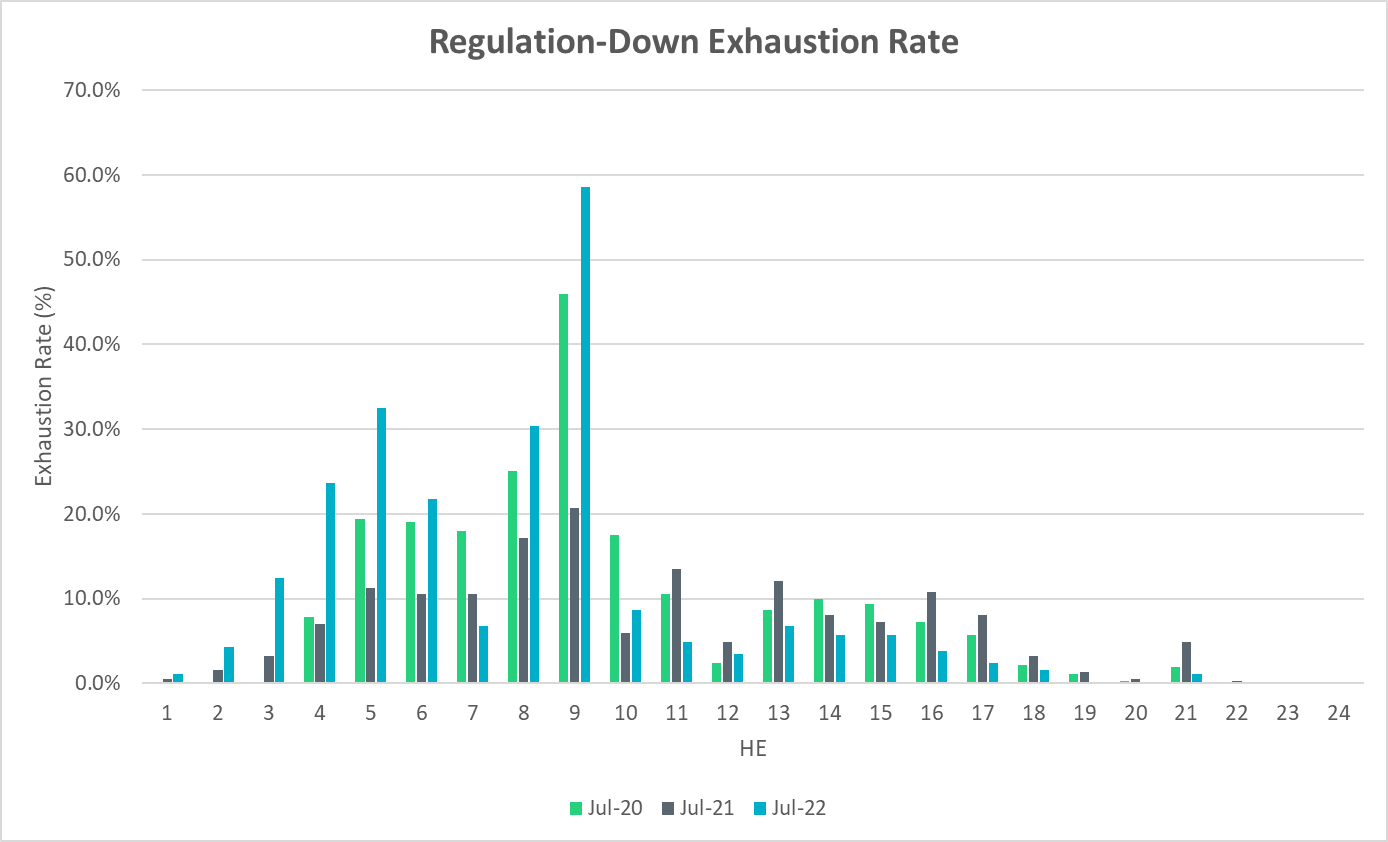 Regulation-Down Exhaustion Rate
70.0%
60.0%
50.0%
40.0%
30.0%
20.0%
10.0%
0.0%
Exhaustion Rate (%)
1 2 3 4 5 6 7 8 9 10 11 12 13 14 15 16 17 18 19 20 21 22 23 24
HE
Jul-20 Jul-21 Jul-22